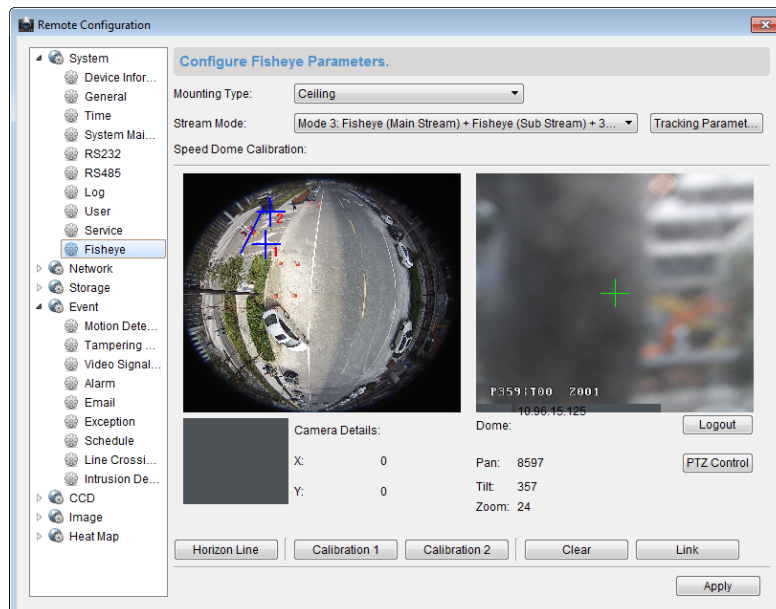 Remote Configuration
System
Device Infor...
General
Time
System Mai...
RS232
RS485
Log
User
Service
Fisheye
Network
Storage
Event
Motion Dete...
Tampering ...
Video Signal...
Alarm
Email
Exception
Schedule
Line Crossi...
Intrusion De...
CCD
Image
Heat Map
Configure Fisheye Parameters.
Mounting Type: Ceiling
Stream Mode: Mode 3: Fisheye (Main Stream) + Fisheye (Sub Stream) + 3... Tracking Paramet...
Speed Dome Calibration:
2
1
P359|T00 Z001
10.96.15.125
Camera Details:
X: 0
Y: 0
Dome: Logout
Pan: 8597 PTZ Control
Tilt: 357
Zoom: 24
Horizon Line Calibration 1 Calibration 2 Clear Link
Apply